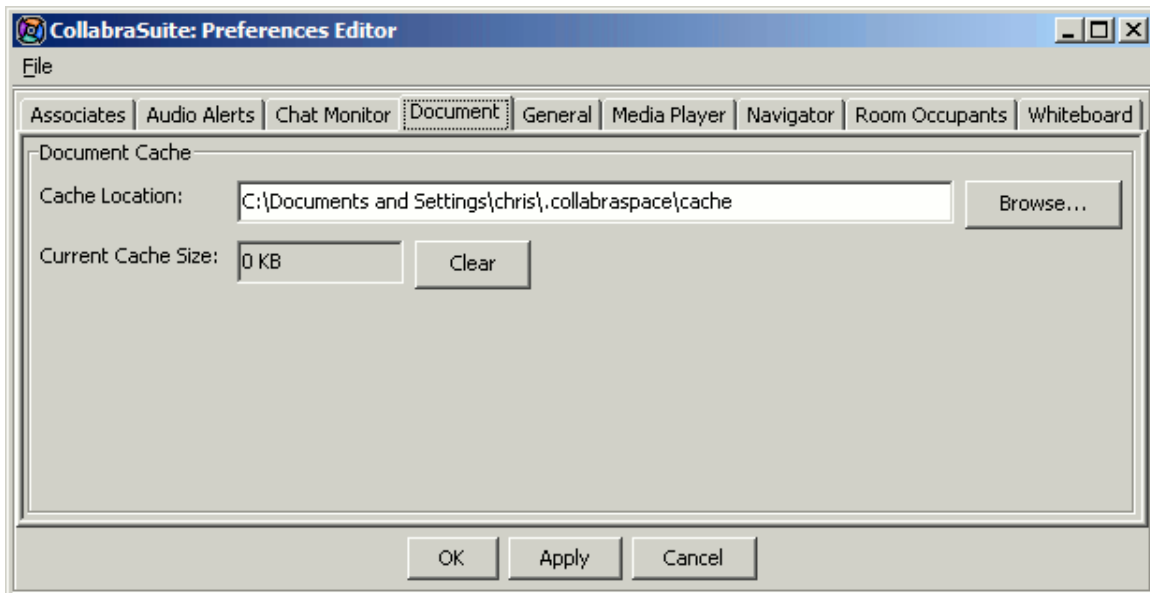 CollabraSuite: Preferences Editor
File
Associates Audio Alerts Chat Monitor Document General Media Player Navigator Room Occupants Whiteboard
Document Cache
Cache Location: C:\Documents and Settings\chris\.collabraspace\cache Browse...
Current Cache Size: 0 KB Clear
OK Apply Cancel